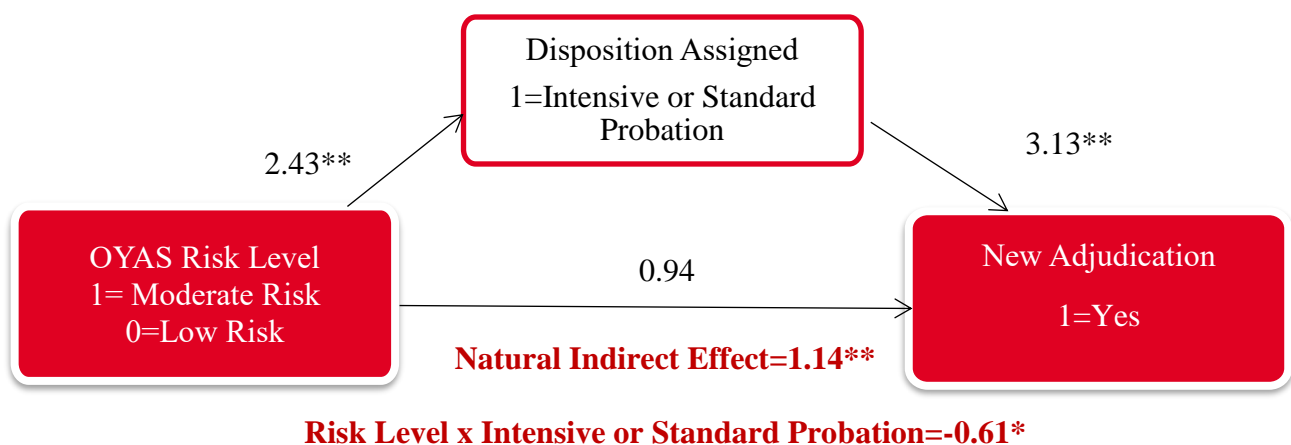 Disposition Assigned
1=Intensive or Standard
Probation
2.43**
3.13**
OYAS Risk Level
1= Moderate Risk
0=Low Risk
0.94
New Adjudication
1=Yes
Natural Indirect Effect=1.14**
Risk Level x Intensive or Standard Probation=-0.61*